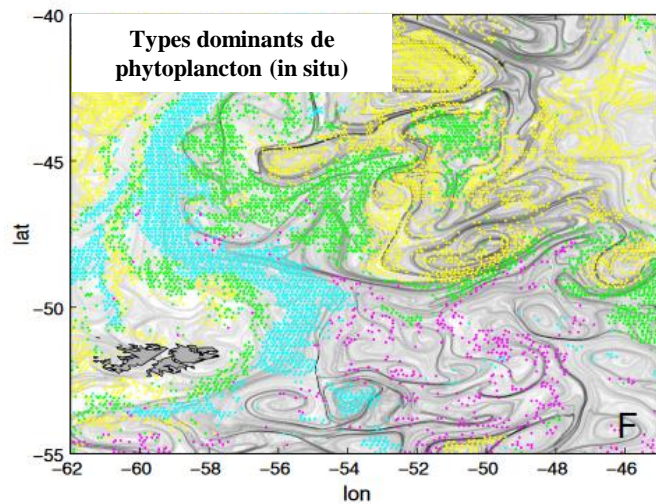 Types dominants de
phytoplancton (in situ)
−40
−45
−50
−55
lat
−62 −60 −58 −56 −54 −52 −50 −48 −46
lon
F